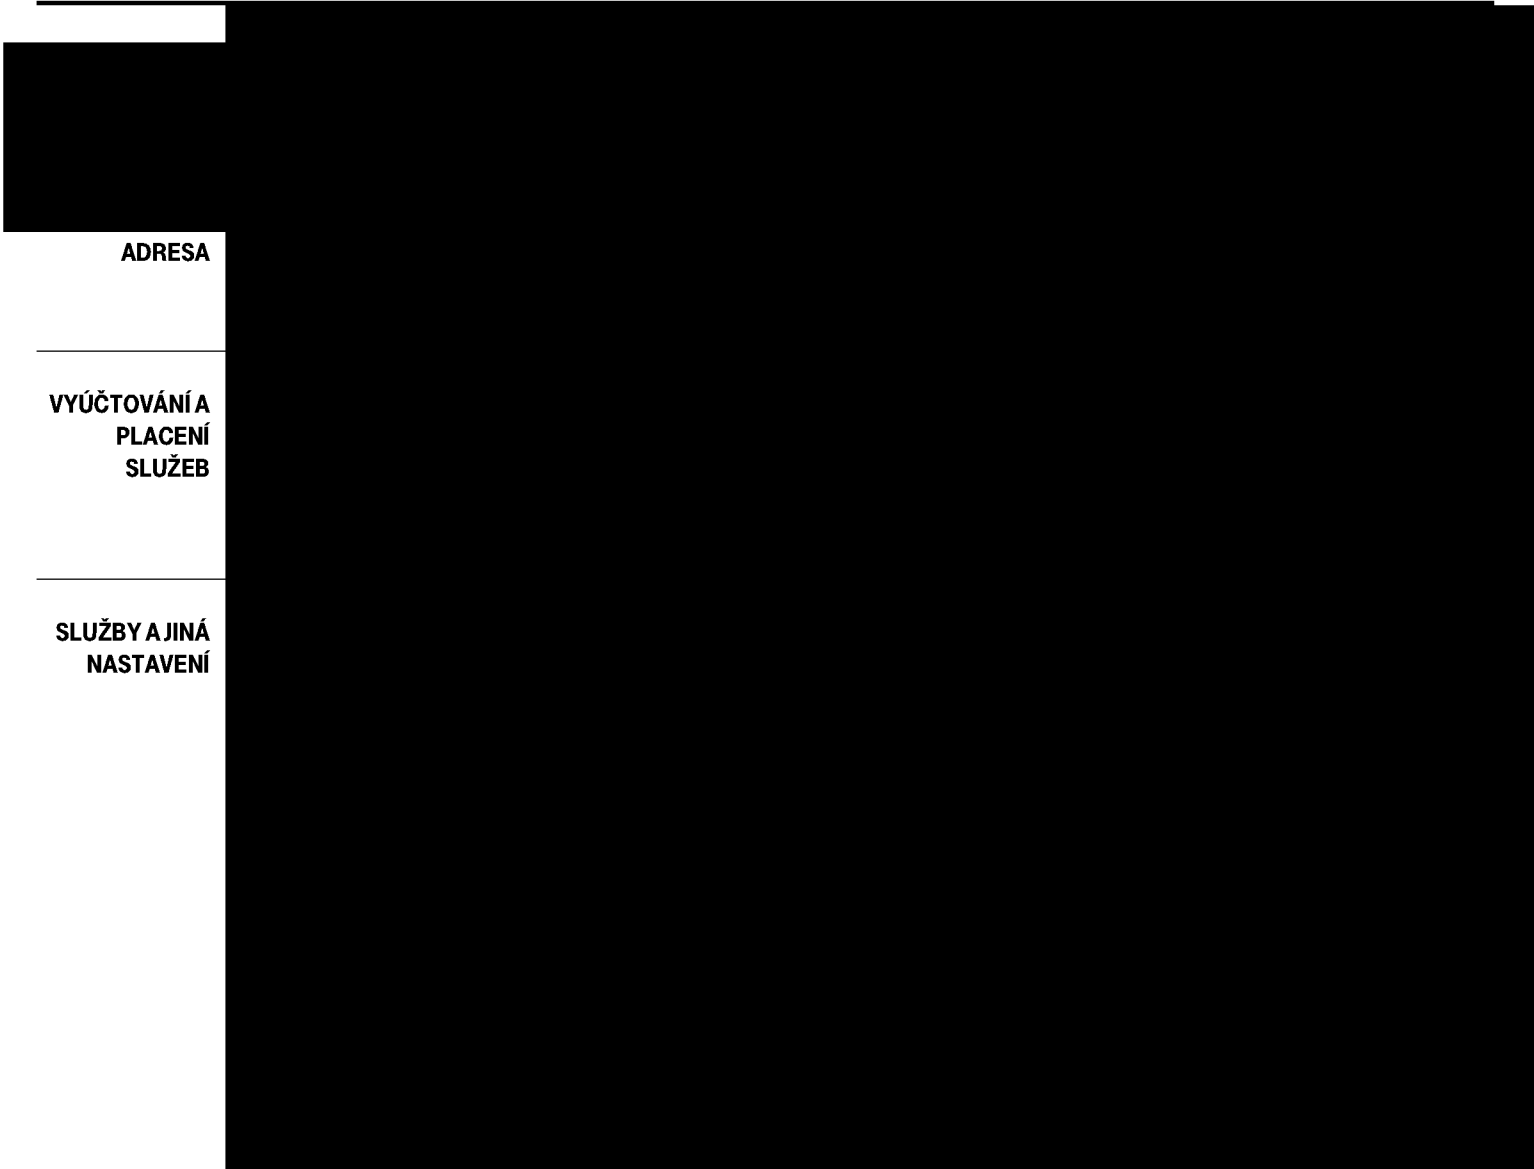 ADRESA
VYÚČTOVÁNÍ A
PLACENÍ
SLUŽEB
SLUŽBY A JINÁ
NASTAVENÍ